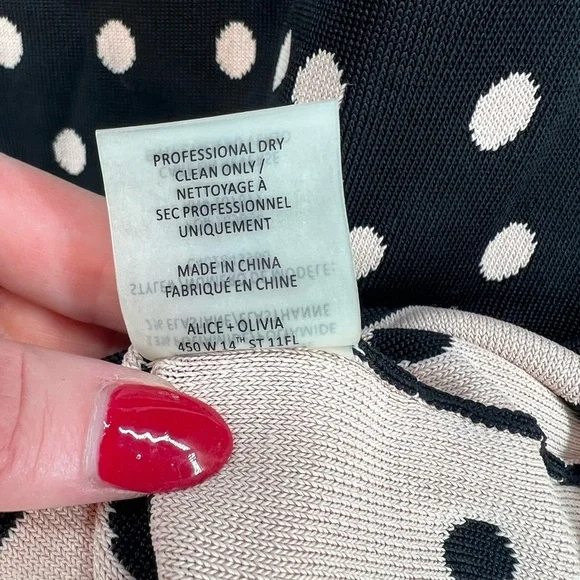 PROFESSIONAL DRY
CLEAN ONLY /
NETTOYAGE À
SEC PROFESSIONNEL
UNIQUEMENT
MADE IN CHINA
FABRIQUÉ EN CHINE
ALICE + OLIVIA
450 W 14TH ST 11FL